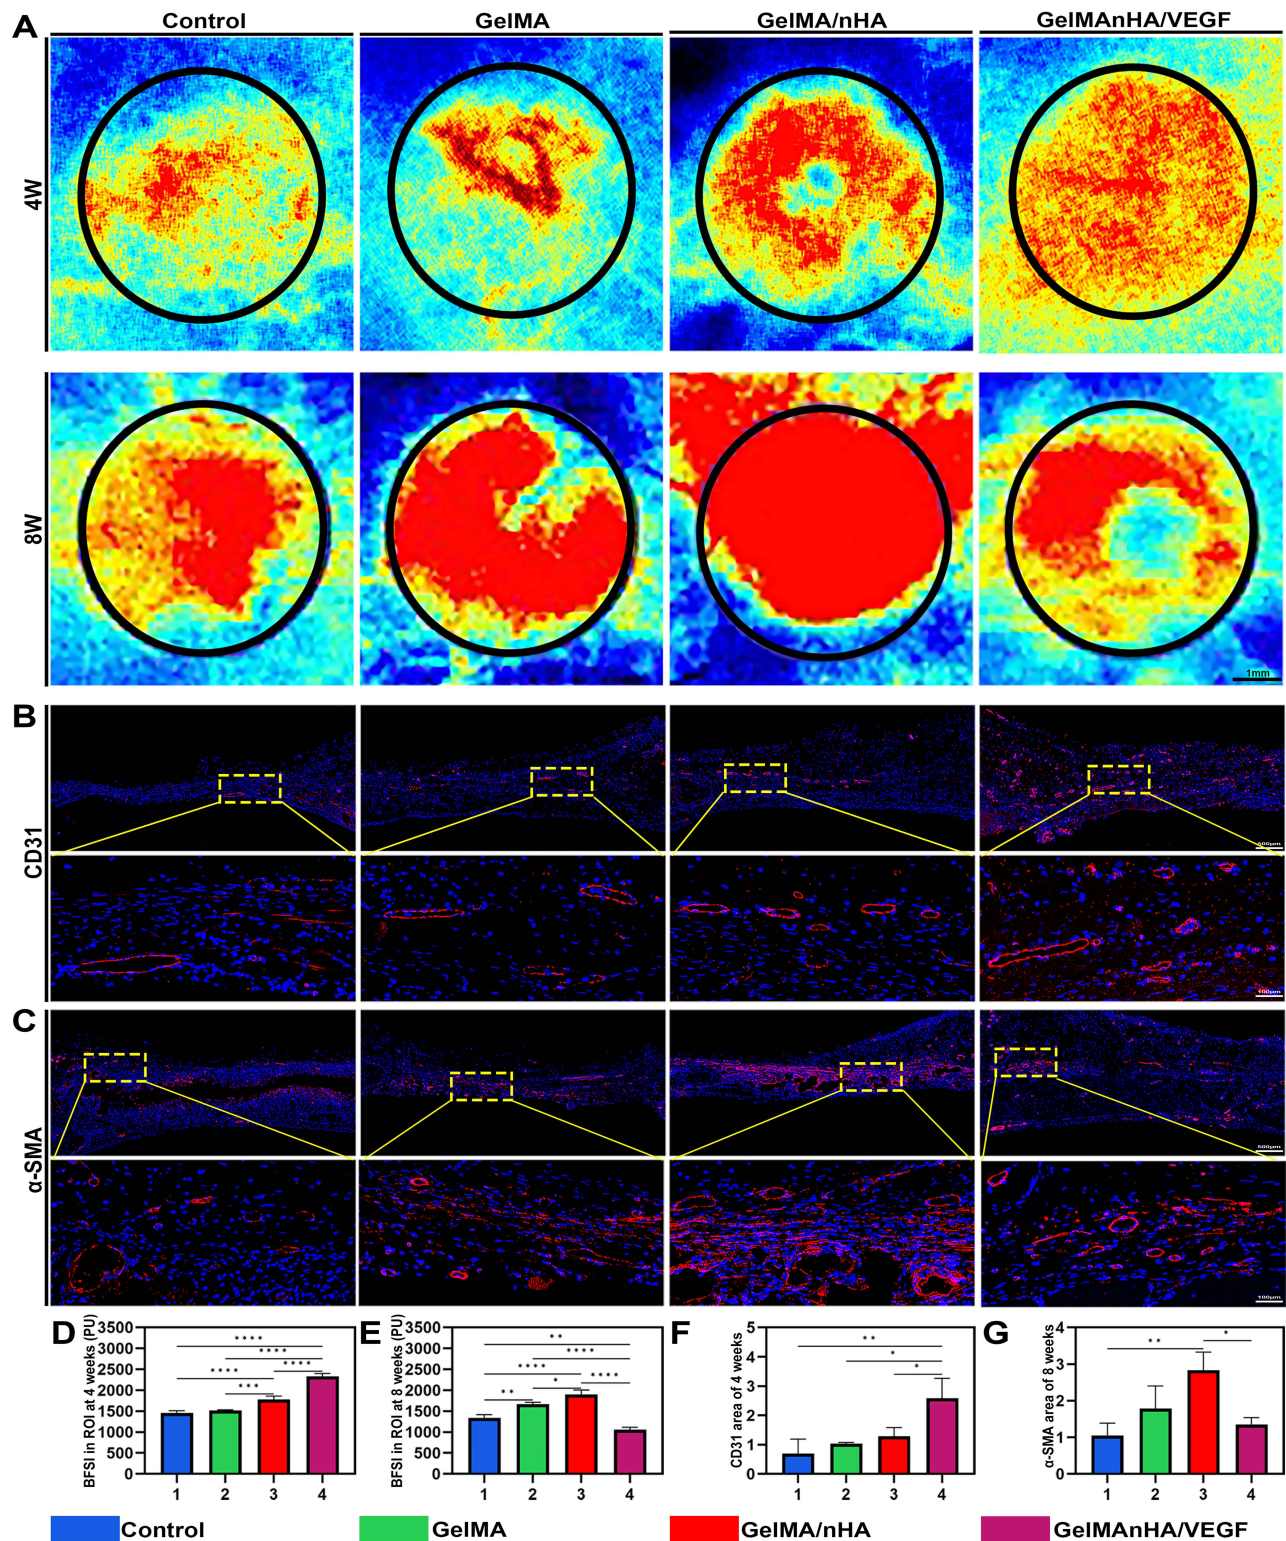 A
Control
GelMA
GelMA/nHA
GelMAnHA/VEGF
4W
8W
1mm
B
CD31
500μm
100μm
C
α-SMA
500μm
100μm
D
BFSI in ROI at 4 weeks (PU)
3500
3000
2500
2000
1500
1000
500
0
****
****
****
****
***
1 2 3 4
E
BFSI in ROI at 8 weeks (PU)
3500
3000
2500
2000
1500
1000
500
0
**
****
****
****
*
**
1 2 3 4
F
CD31 area of 4 weeks
5
4
3
2
1
0
**
*
*
1 2 3 4
G
α-SMA area of 8 weeks
4
3
2
1
0
*
**
1 2 3 4
Control
GelMA
GelMA/nHA
GelMAnHA/VEGF